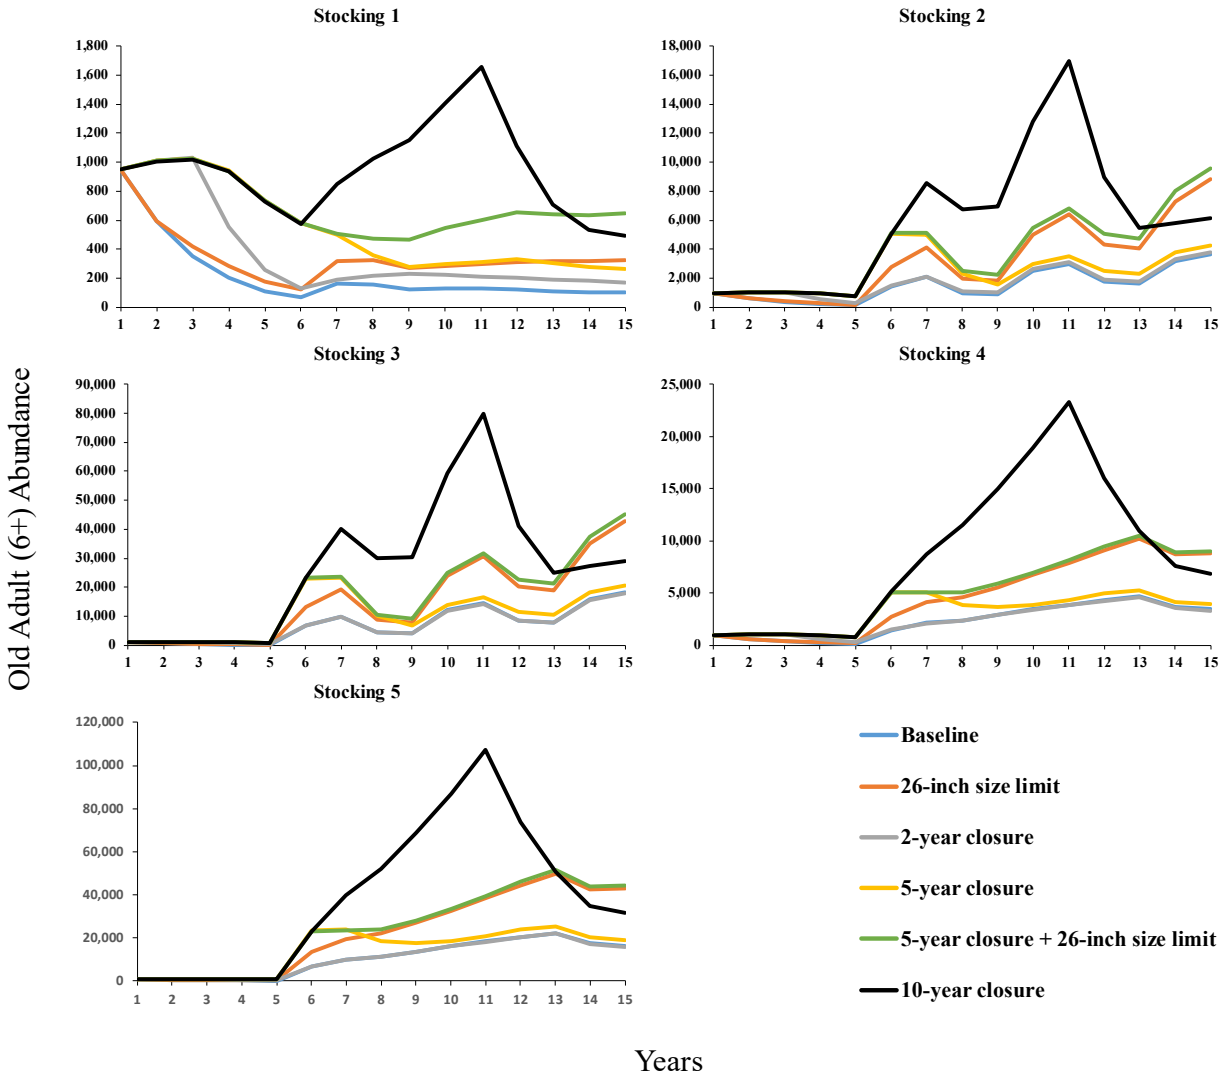 Stocking 1
1,800
1,600
1,400
1,200
1,000
800
600
400
200
0
1 2 3 4 5 6 7 8 9 10 11 12 13 14 15
Stocking 2
18,000
16,000
14,000
12,000
10,000
8,000
6,000
4,000
2,000
0
1 2 3 4 5 6 7 8 9 10 11 12 13 14 15
Old Adult (6+) Abundance
Stocking 3
90,000
80,000
70,000
60,000
50,000
40,000
30,000
20,000
10,000
0
1 2 3 4 5 6 7 8 9 10 11 12 13 14 15
Stocking 4
25,000
20,000
15,000
10,000
5,000
0
1 2 3 4 5 6 7 8 9 10 11 12 13 14 15
Stocking 5
120,000
100,000
80,000
60,000
40,000
20,000
0
1 2 3 4 5 6 7 8 9 10 11 12 13 14 15
Baseline
26-inch size limit
2-year closure
5-year closure
5-year closure + 26-inch size limit
10-year closure
Years